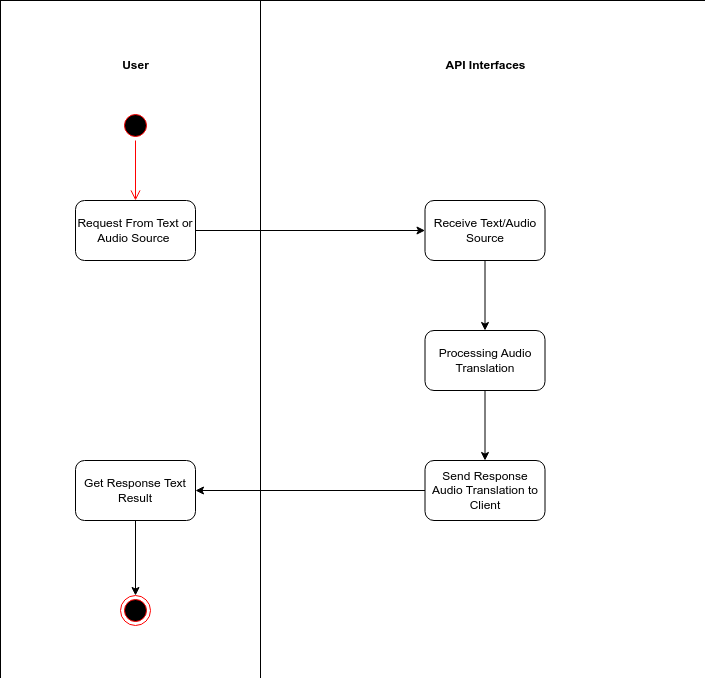 User
API Interfaces
Request From Text or
Audio Source
Receive Text/Audio
Source
Processing Audio
Translation
Send Response
Audio Translation to
Client
Get Response Text
Result